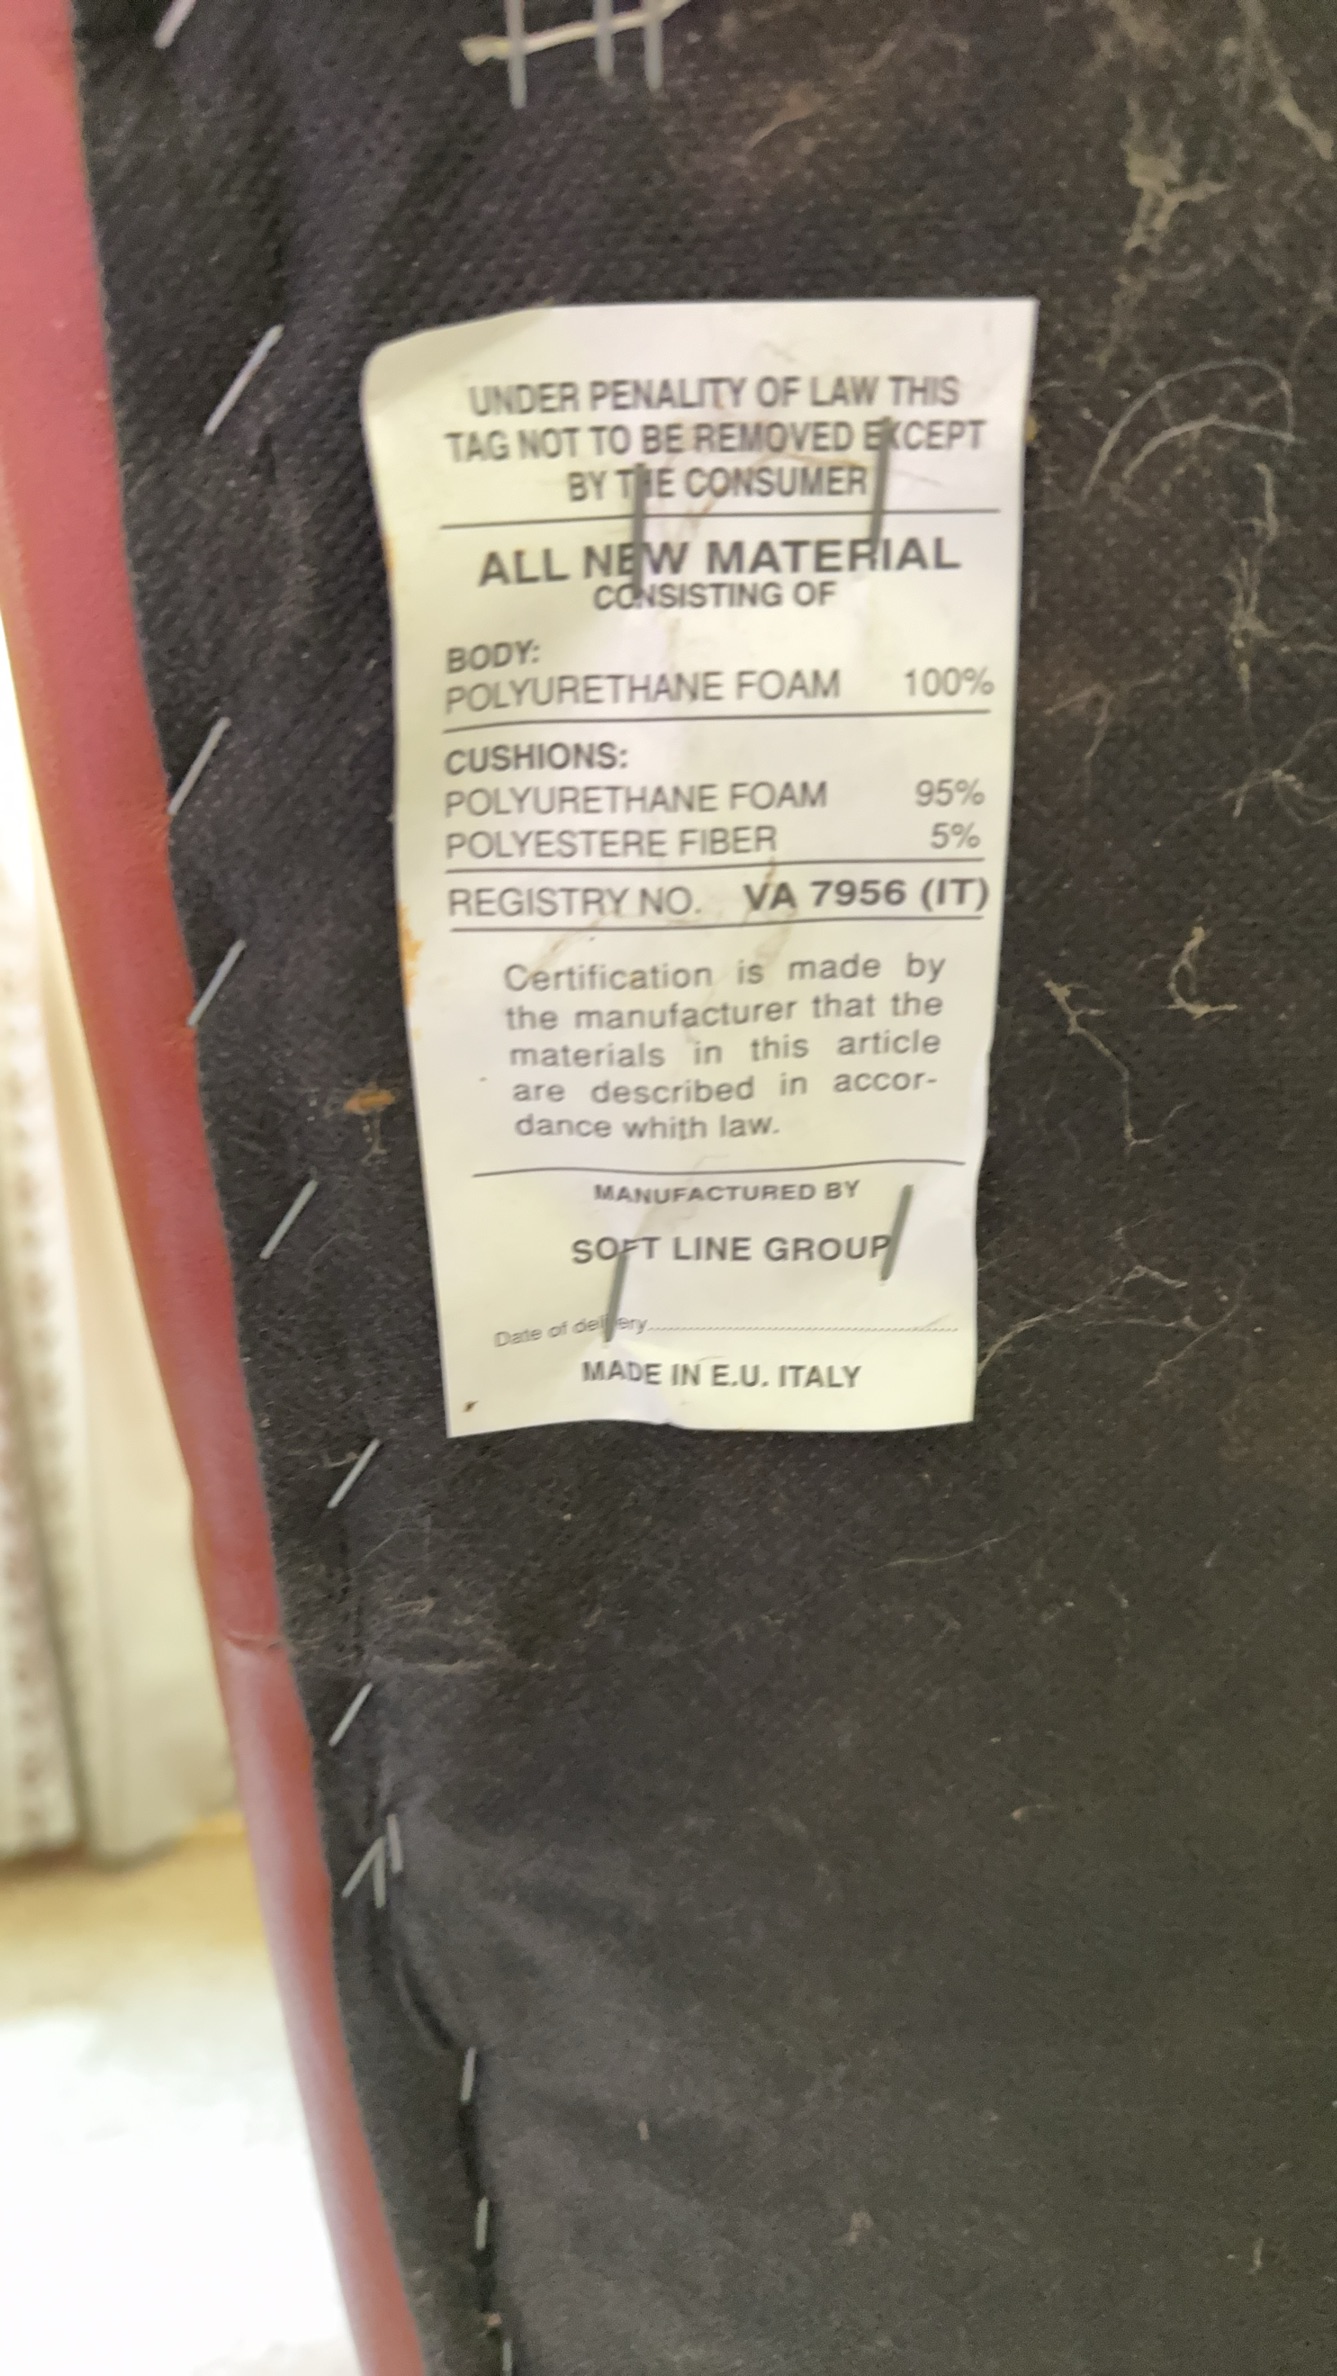 UNDER PENALITY OF LAW THIS
TAG NOT TO BE REMOVED EXCEPT
BY THE CONSUMER
ALL NEW MATERIAL
CONSISTING OF
BODY:
POLYURETHANE FOAM 100%
CUSHIONS:
POLYURETHANE FOAM 95%
POLYESTERE FIBER 5%
REGISTRY NO. VA 7956 (IT)
Certification is made by
the manufacturer that the
materials in this article
are described in accor-
dance whith law.
MANUFACTURED BY
SOFT LINE GROUP
Date of delivery
MADE IN E.U. ITALY